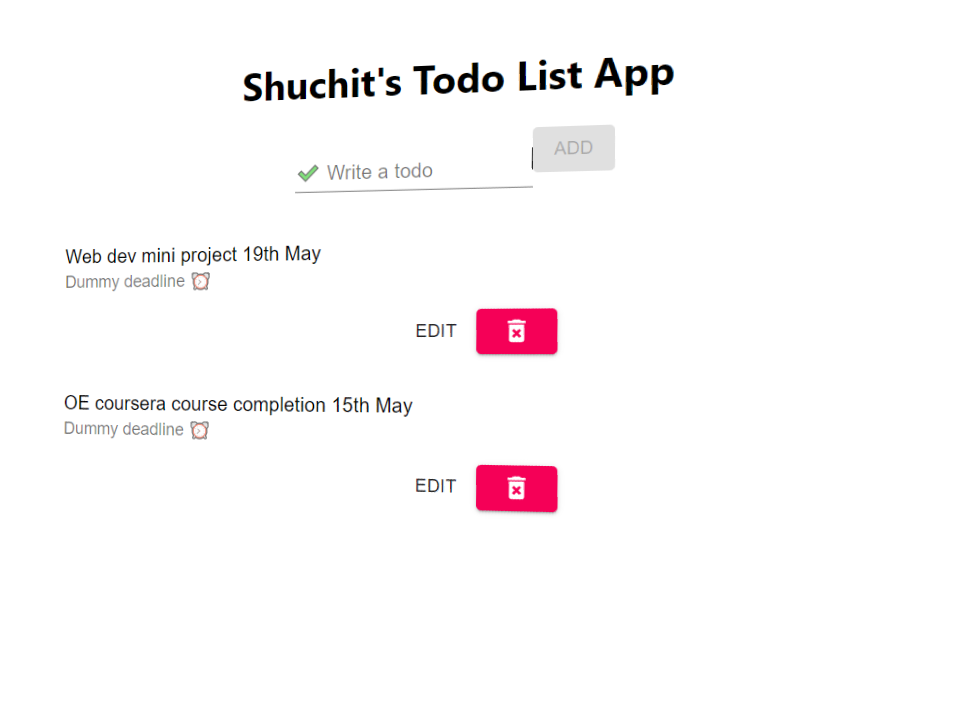 Shuchit's Todo List App
✅ Write a todo
ADD
Web dev mini project 19th May
Dummy deadline ⏰
EDIT
OE coursera course completion 15th May
Dummy deadline ⏰
EDIT